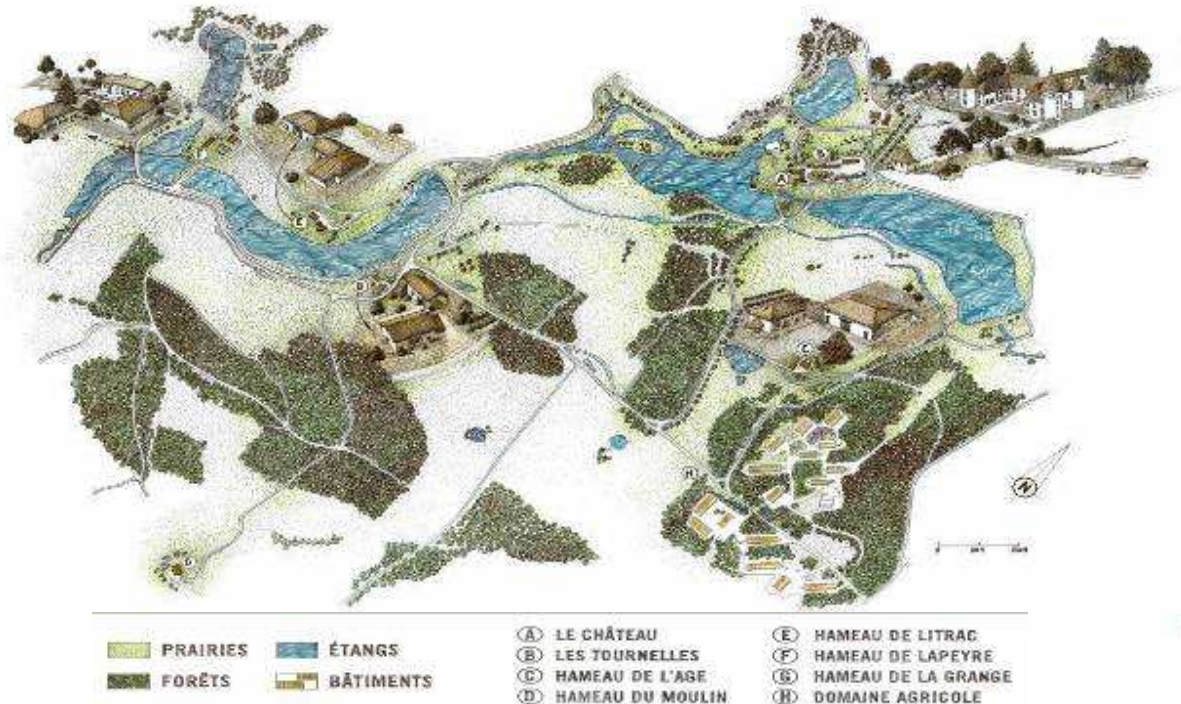 A
E
D
C
H
G
N
0
PRAIRIES
FORÊTS
ÉTANGS
BÂTIMENTS
A LE CHÂTEAU
B LES TOURNELLES
C HAMEAU DE L'AGE
D HAMEAU DU MOULIN
E HAMEAU DE LITRAC
F HAMEAU DE LAPEYRE
G HAMEAU DE LA GRANGE
H DOMAINE AGRICOLE